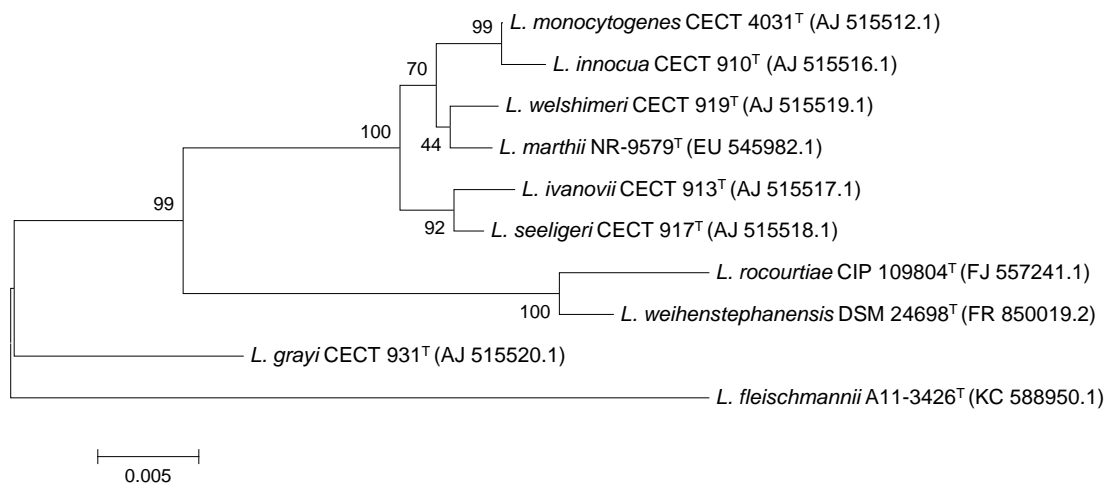 99 L. monocytogenes CECT 4031ᵀ (AJ 515512.1)
L. innocua CECT 910ᵀ (AJ 515516.1)
70
L. welshimeri CECT 919ᵀ (AJ 515519.1)
100
44 L. marthii NR-9579ᵀ (EU 545982.1)
L. ivanovii CECT 913ᵀ (AJ 515517.1)
99
92 L. seeligeri CECT 917ᵀ (AJ 515518.1)
L. rocourtiae CIP 109804ᵀ (FJ 557241.1)
100 L. weihenstephanensis DSM 24698ᵀ (FR 850019.2)
L. grayi CECT 931ᵀ (AJ 515520.1)
L. fleischmannii A11-3426ᵀ (KC 588950.1)
0.005